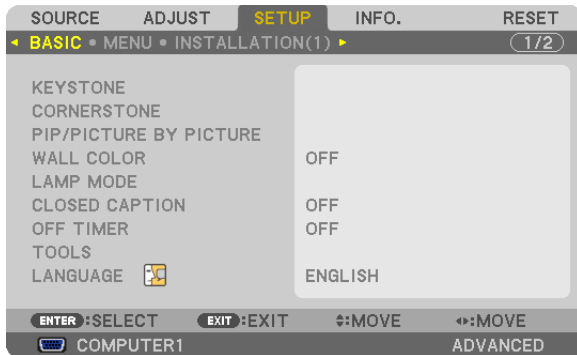 SOURCE ADJUST SETUP INFO. RESET
BASIC • MENU • INSTALLATION(1) 1/2
KEYSTONE
CORNERSTONE
PIP/PICTURE BY PICTURE
WALL COLOR OFF
LAMP MODE
CLOSED CAPTION OFF
OFF TIMER OFF
TOOLS
LANGUAGE ENGLISH
ENTER :SELECT EXIT :EXIT :MOVE :MOVE
COMPUTER1 ADVANCED